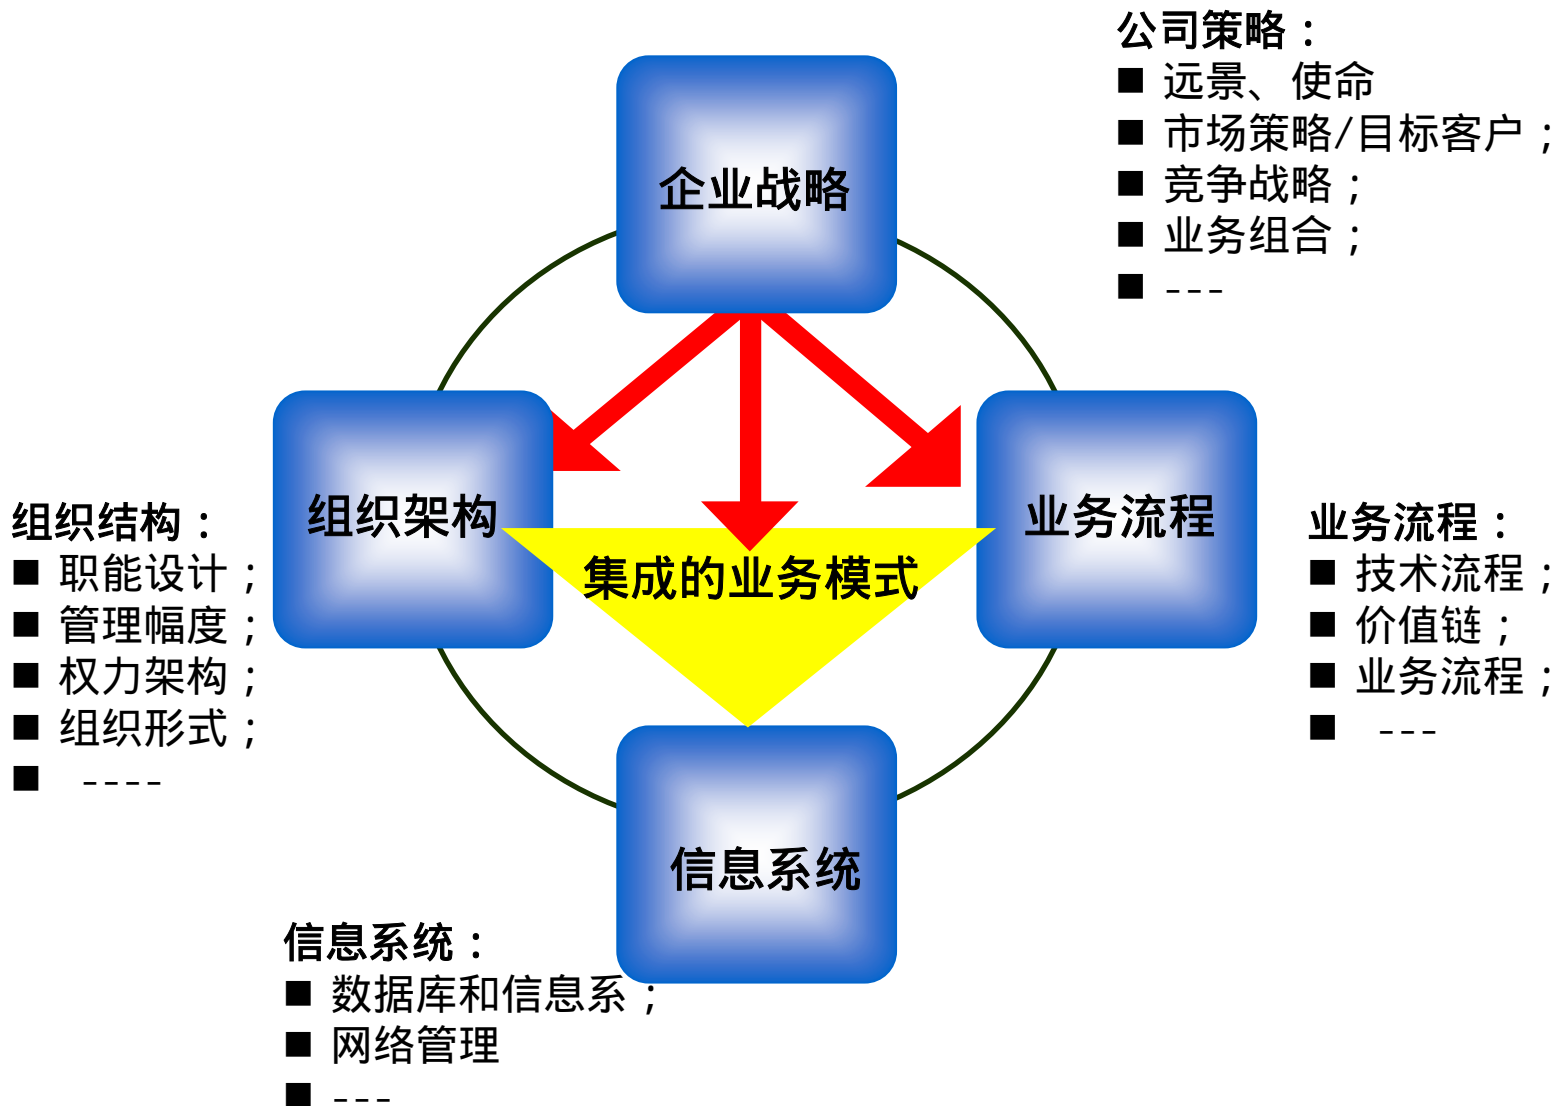 公司策略：
■ 远景、使命
■ 市场策略/目标客户；
■ 竞争战略；
■ 业务组合；
■ ---
企业战略
组织架构
业务流程
集成的业务模式
信息系统
组织结构：
■ 职能设计；
■ 管理幅度；
■ 权力架构；
■ 组织形式；
■ ----
业务流程：
■ 技术流程；
■ 价值链；
■ 业务流程；
■ ---
信息系统：
■ 数据库和信息系；
■ 网络管理
■ ---